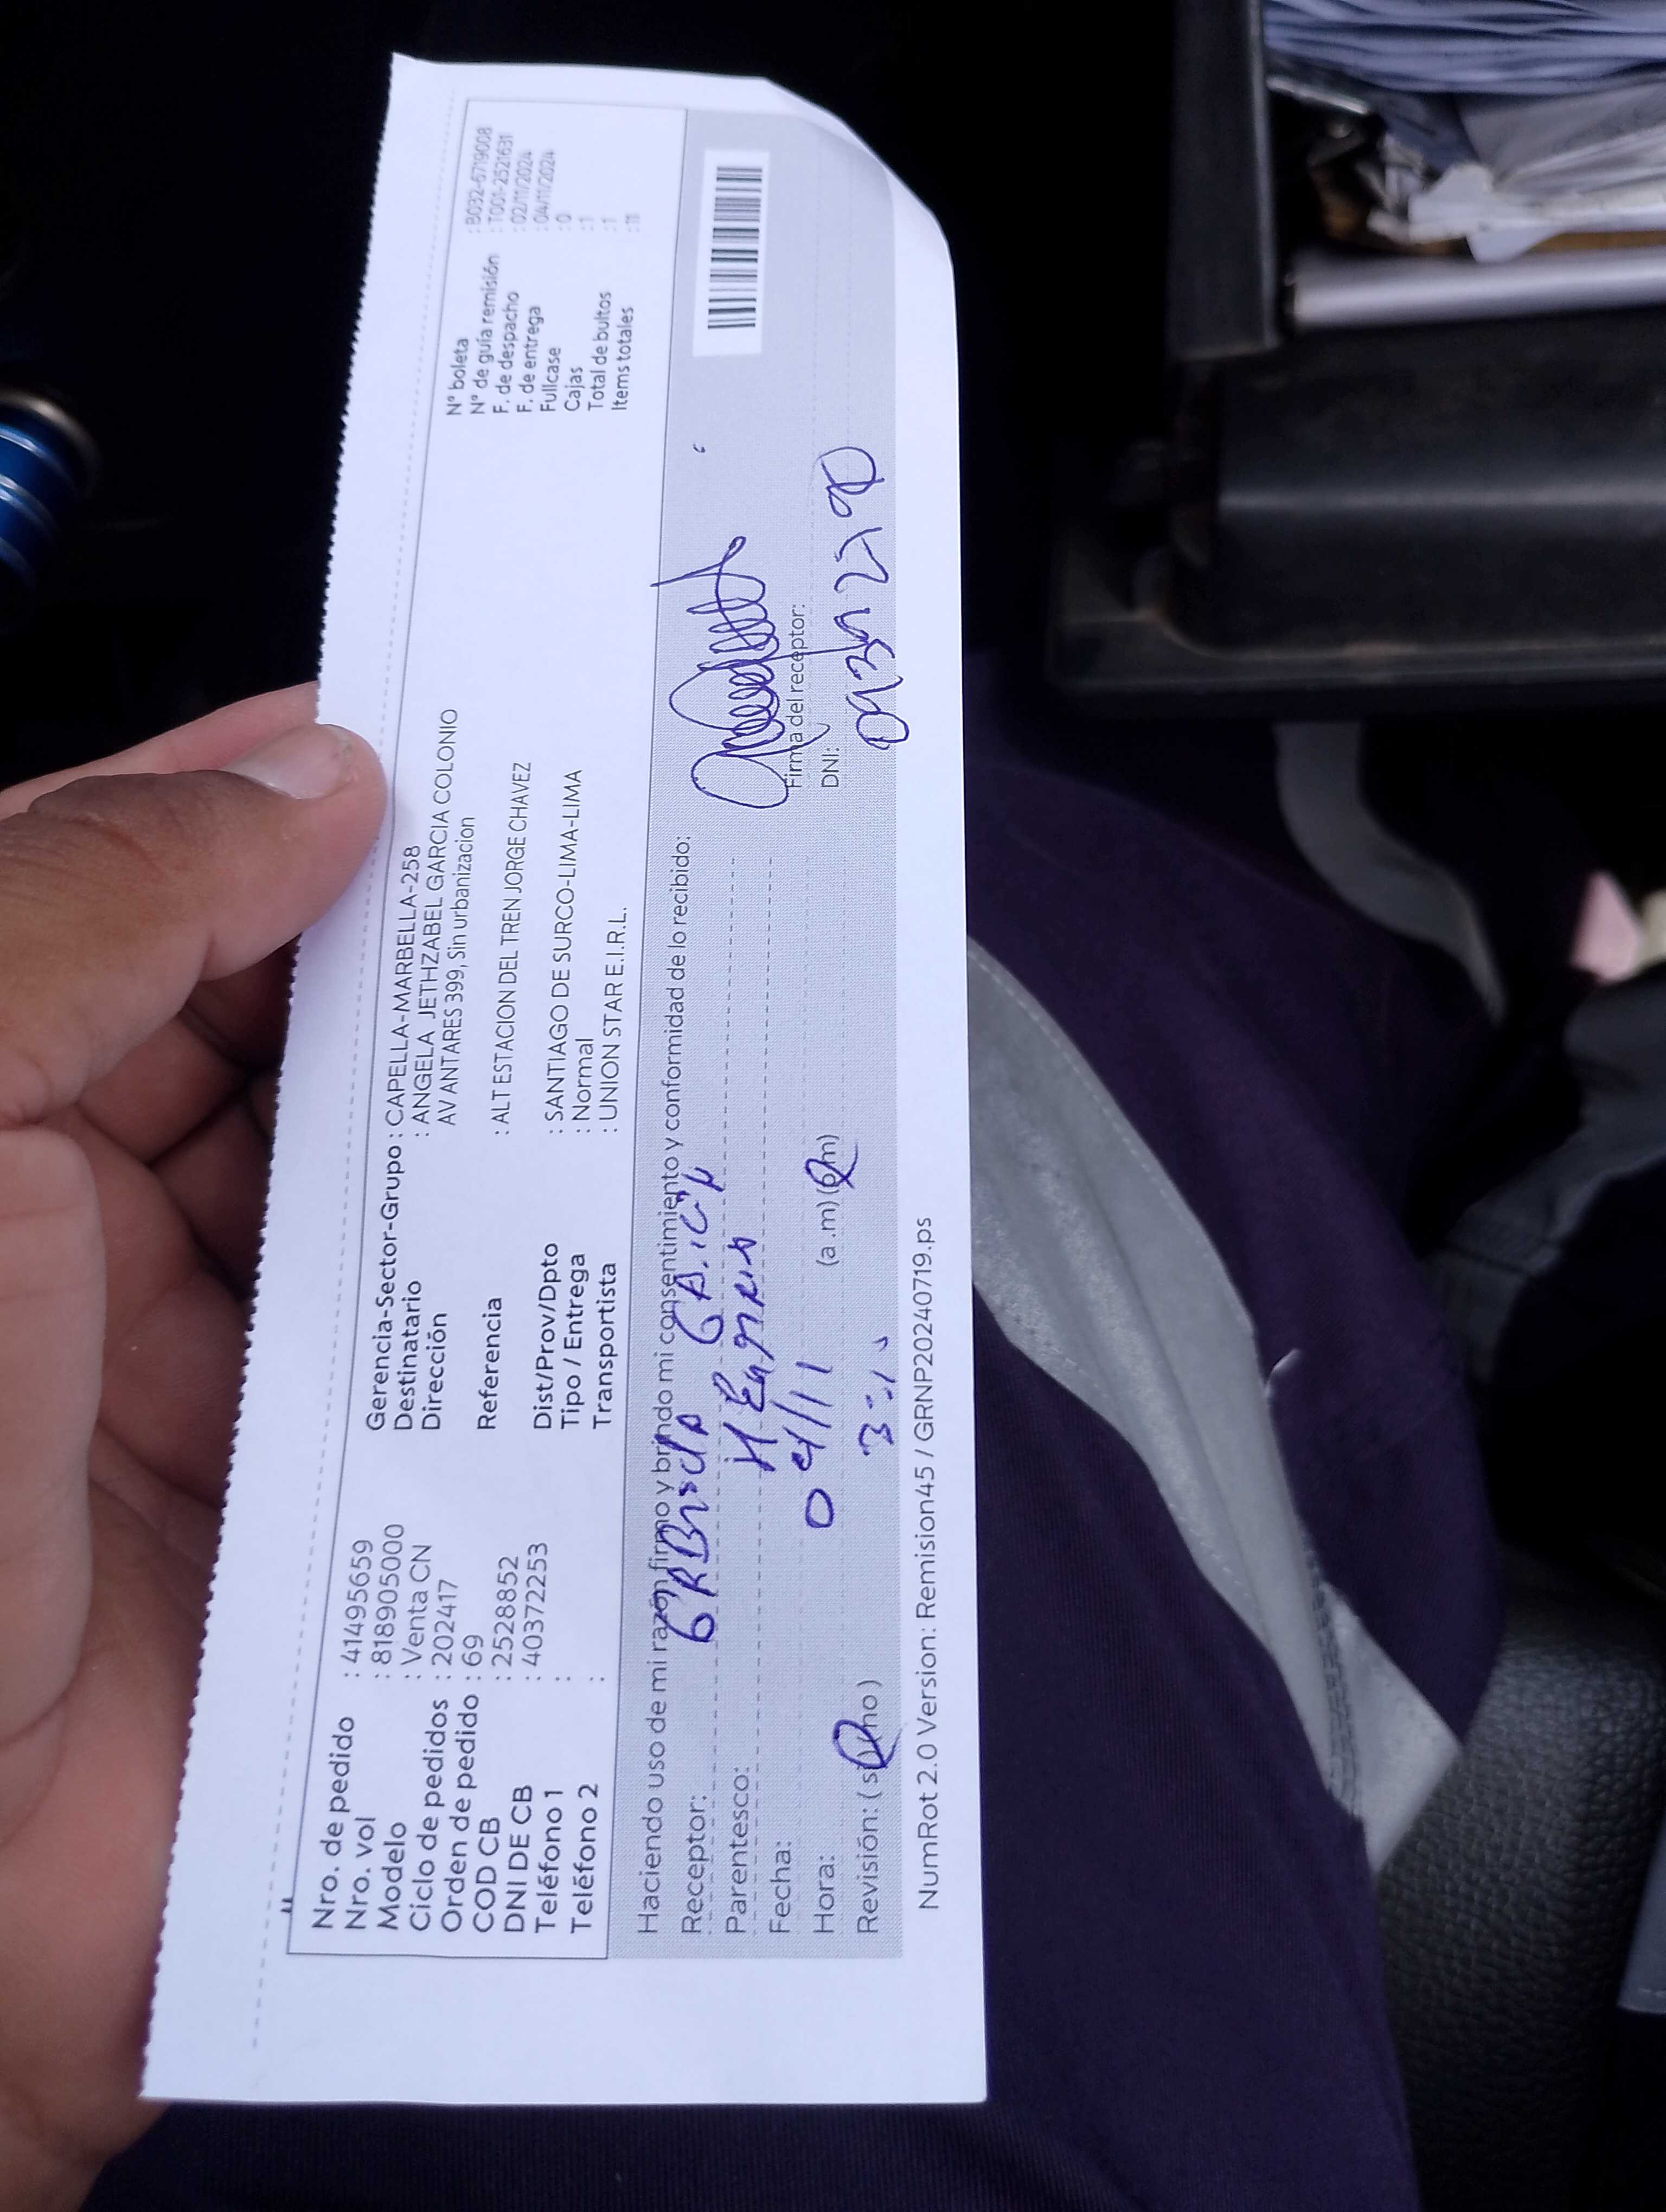 Nro. de pedido : 41495659
Nro. vol : 818905000
Modelo : Venta CN
Ciclo de pedidos : 202417
Orden de pedido : 69
COD CB : 2528852
DNI DE CB : 40372253
Teléfono 1 :
Teléfono 2 :
Gerencia-Sector-Grupo : CAPELLA-MARBELLA-258
Destinatario : ANGELA JETHZABEL GARCIA COLONIO
Dirección AV ANTARES 399, Sin urbanizacion
Referencia : ALT ESTACION DEL TREN JORGE CHAVEZ
Dist/Prov/Dpto : SANTIAGO DE SURCO-LIMA-LIMA
Tipo / Entrega : Normal
Transportista : UNION STAR E.I.R.L.
N° boleta : B032-6719008
N° de guía remisión : T001-2521631
F. de despacho : 02/11/2024
F. de entrega : 04/11/2024
Fullcase : 0
Cajas : 1
Total de bultos : 1
Items totales : 11
Haciendo uso de mi razón firmo y brindo mi consentimiento y conformidad de lo recibido:
Receptor:
Parentesco:
Fecha: 04/11
Hora: (a .m) (p.m)
Revisión: ( si / no )
Firma del receptor:
DNI:
NumRot 2.0 Version: Remision45 / GRNP20240719.ps